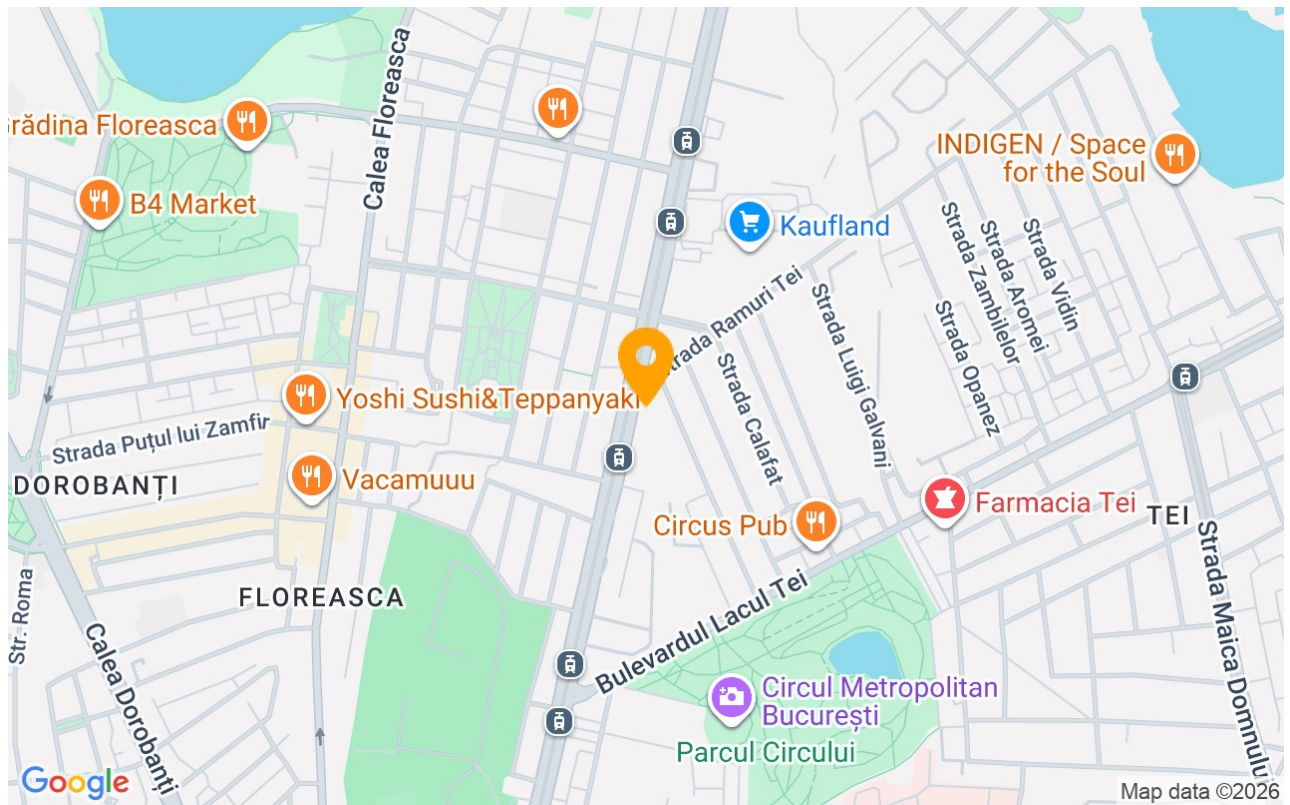 Calea Floreasca
Grădina Floreasca
B4 Market
Kaufland
INDIGEN / Space
for the Soul
Strada Vidin
Strada Aromei
Strada Zambilelor
Strada Opanez
Strada Ramuri Tei
Strada Luigi Galvani
Strada Calafat
Yoshi Sushi&Teppanyaki
Strada Puțul lui Zamfir
Vacamuuu
DOROBANȚI
Circus Pub
Farmacia Tei
TEI
Strada Maica Domnului
FLOREASCA
Str. Roma
Calea Dorobanți
Bulevardul Lacul Tei
Circul Metropolitan
București
Parcul Circului
Google
Map data ©2026